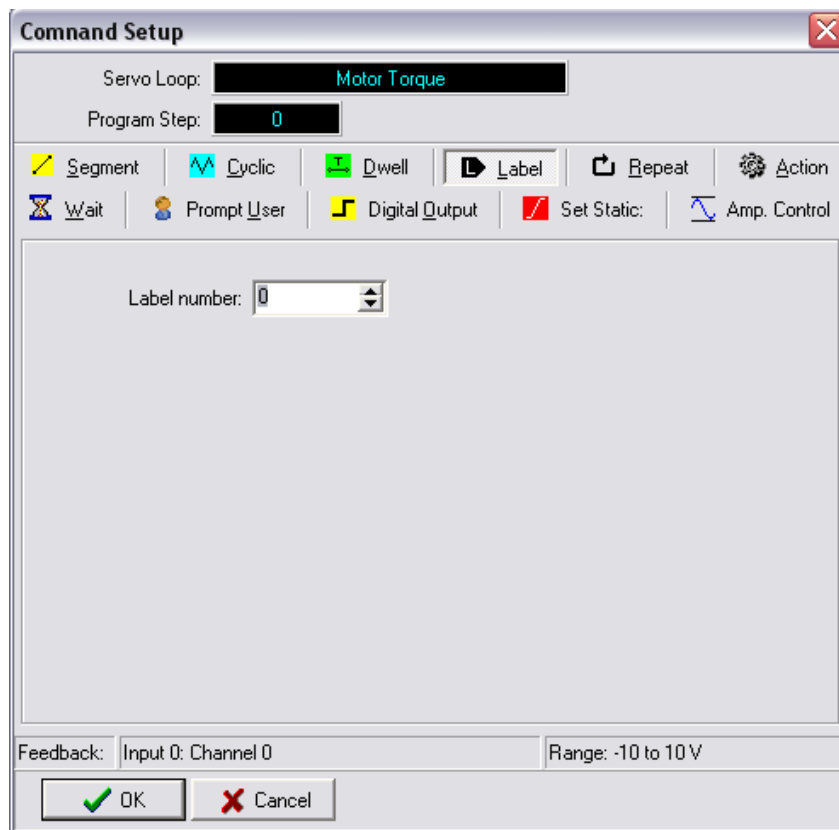 Comnand Setup
Servo Loop: Motor Torque
Program Step: 0
Segment Cyclic T Dwell L Label Repeat Action
Wait Prompt User Digital Output Set Static: Amp. Control
Label number: 0
Feedback: Input 0: Channel 0 Range: -10 to 10 V
OK Cancel